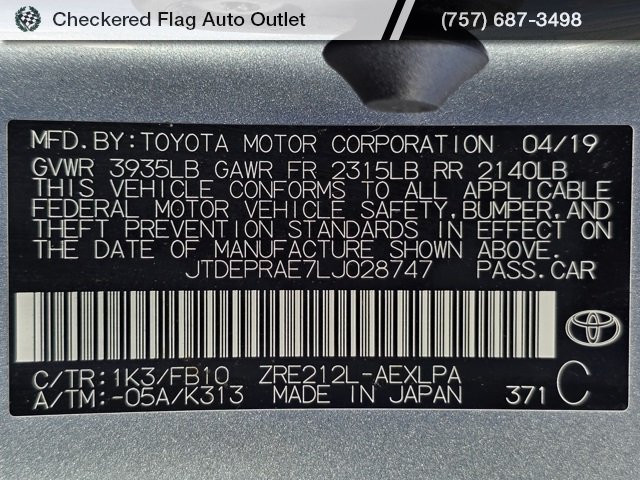 Checkered Flag Auto Outlet
(757) 687-3498
MFD. BY: TOYOTA MOTOR CORPORATION 04/19
GVWR 3935LB GAWR FR 2315LB RR 2140LB
THIS VEHICLE CONFORMS TO ALL APPLICABLE
FEDERAL MOTOR VEHICLE SAFETY, BUMPER, AND
THEFT PREVENTION STANDARDS IN EFFECT ON
THE DATE OF MANUFACTURE SHOWN ABOVE.
JTDEPRAE7LJ028747 PASS. CAR
C/TR: 1K3/FB10 ZRE212L-AEXLPA
A/TM: -05A/K313 MADE IN JAPAN 371 C